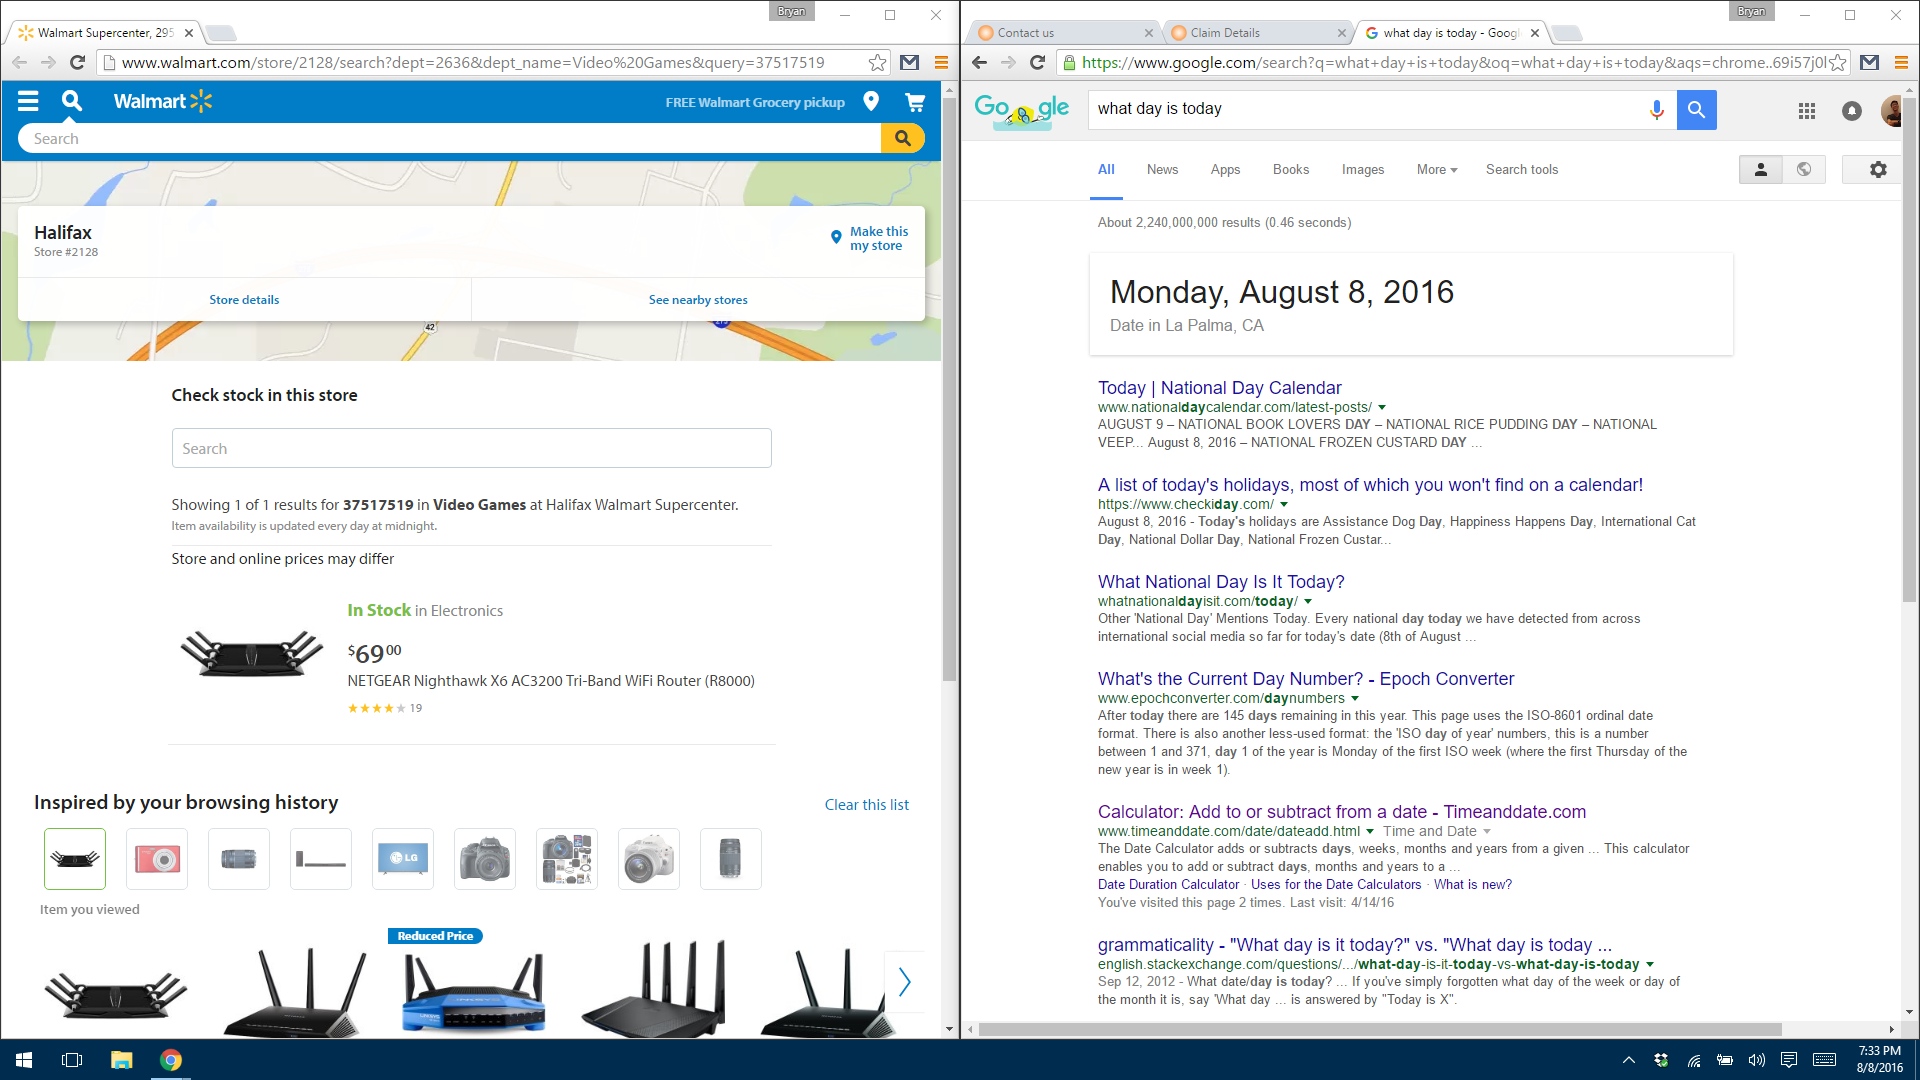 Bryan
Walmart Supercenter, 295
www.walmart.com/store/2128/search?dept=2636&dept_name=Video%20Games&query=37517519
Walmart
FREE Walmart Grocery pickup
Search
Halifax
Store #2128
Make this
my store
Store details
See nearby stores
42
Check stock in this store
Search
Showing 1 of 1 results for 37517519 in Video Games at Halifax Walmart Supercenter.
Item availability is updated every day at midnight.
Store and online prices may differ
In Stock in Electronics
$69 00
NETGEAR Nighthawk X6 AC3200 Tri-Band WiFi Router (R8000)
19
Inspired by your browsing history
Clear this list
LG
Item you viewed
Reduced Price
Bryan
Contact us
Claim Details
what day is today - Googl
https://www.google.com/search?q=what+day+is+today&oq=what+day+is+today&aqs=chrome..69i57j0l
Google
what day is today
All
News
Apps
Books
Images
More
Search tools
About 2,240,000,000 results (0.46 seconds)
Monday, August 8, 2016
Date in La Palma, CA
Today | National Day Calendar
www.nationaldaycalendar.com/latest-posts/
AUGUST 9 – NATIONAL BOOK LOVERS DAY – NATIONAL RICE PUDDING DAY – NATIONAL
VEEP... August 8, 2016 – NATIONAL FROZEN CUSTARD DAY ...
A list of today's holidays, most of which you won't find on a calendar!
https://www.checkiday.com/
August 8, 2016 - Today's holidays are Assistance Dog Day, Happiness Happens Day, International Cat
Day, National Dollar Day, National Frozen Custar...
What National Day Is It Today?
whatnationaldayisit.com/today/
Other 'National Day' Mentions Today. Every national day today we have detected from across
international social media so far for today's date (8th of August ...
What's the Current Day Number? - Epoch Converter
www.epochconverter.com/daynumbers
After today there are 145 days remaining in this year. This page uses the ISO-8601 ordinal date
format. There is also another less-used format: the 'ISO day of year' numbers, this is a number
between 1 and 371, day 1 of the year is Monday of the first ISO week (where the first Thursday of the
new year is in week 1).
Calculator: Add to or subtract from a date - Timeanddate.com
www.timeanddate.com/date/dateadd.html Time and Date
The Date Calculator adds or subtracts days, weeks, months and years from a given ... This calculator
enables you to add or subtract days, months and years to a ...
Date Duration Calculator · Uses for the Date Calculators · What is new?
You've visited this page 2 times. Last visit: 4/14/16
grammaticality - "What day is it today?" vs. "What day is today ...
english.stackexchange.com/questions/.../what-day-is-it-today-vs-what-day-is-today
Sep 12, 2012 - What date/day is today? ... If you've simply forgotten what day of the week or day of
the month it is, say 'What day ... is answered by "Today is X".
7:33 PM
8/8/2016